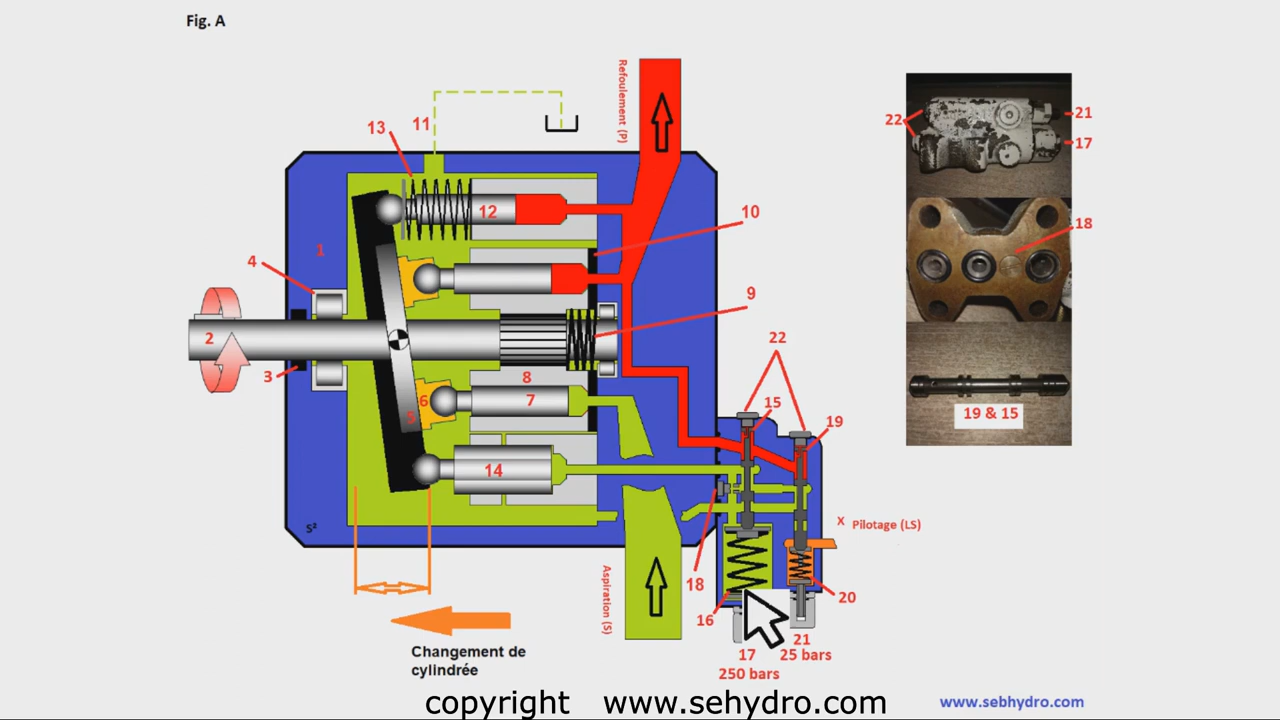 Fig. A
Refoulement (P)
13
11
12
10
1
4
2
9
3
8
7
6
5
14
S²
22
15
19
18
16
20
X Pilotage (LS)
Aspiration (S)
17
250 bars
21
25 bars
Changement de
cylindrée
22
21
17
18
19 & 15
copyright www.sehydro.com
www.sebhydro.com